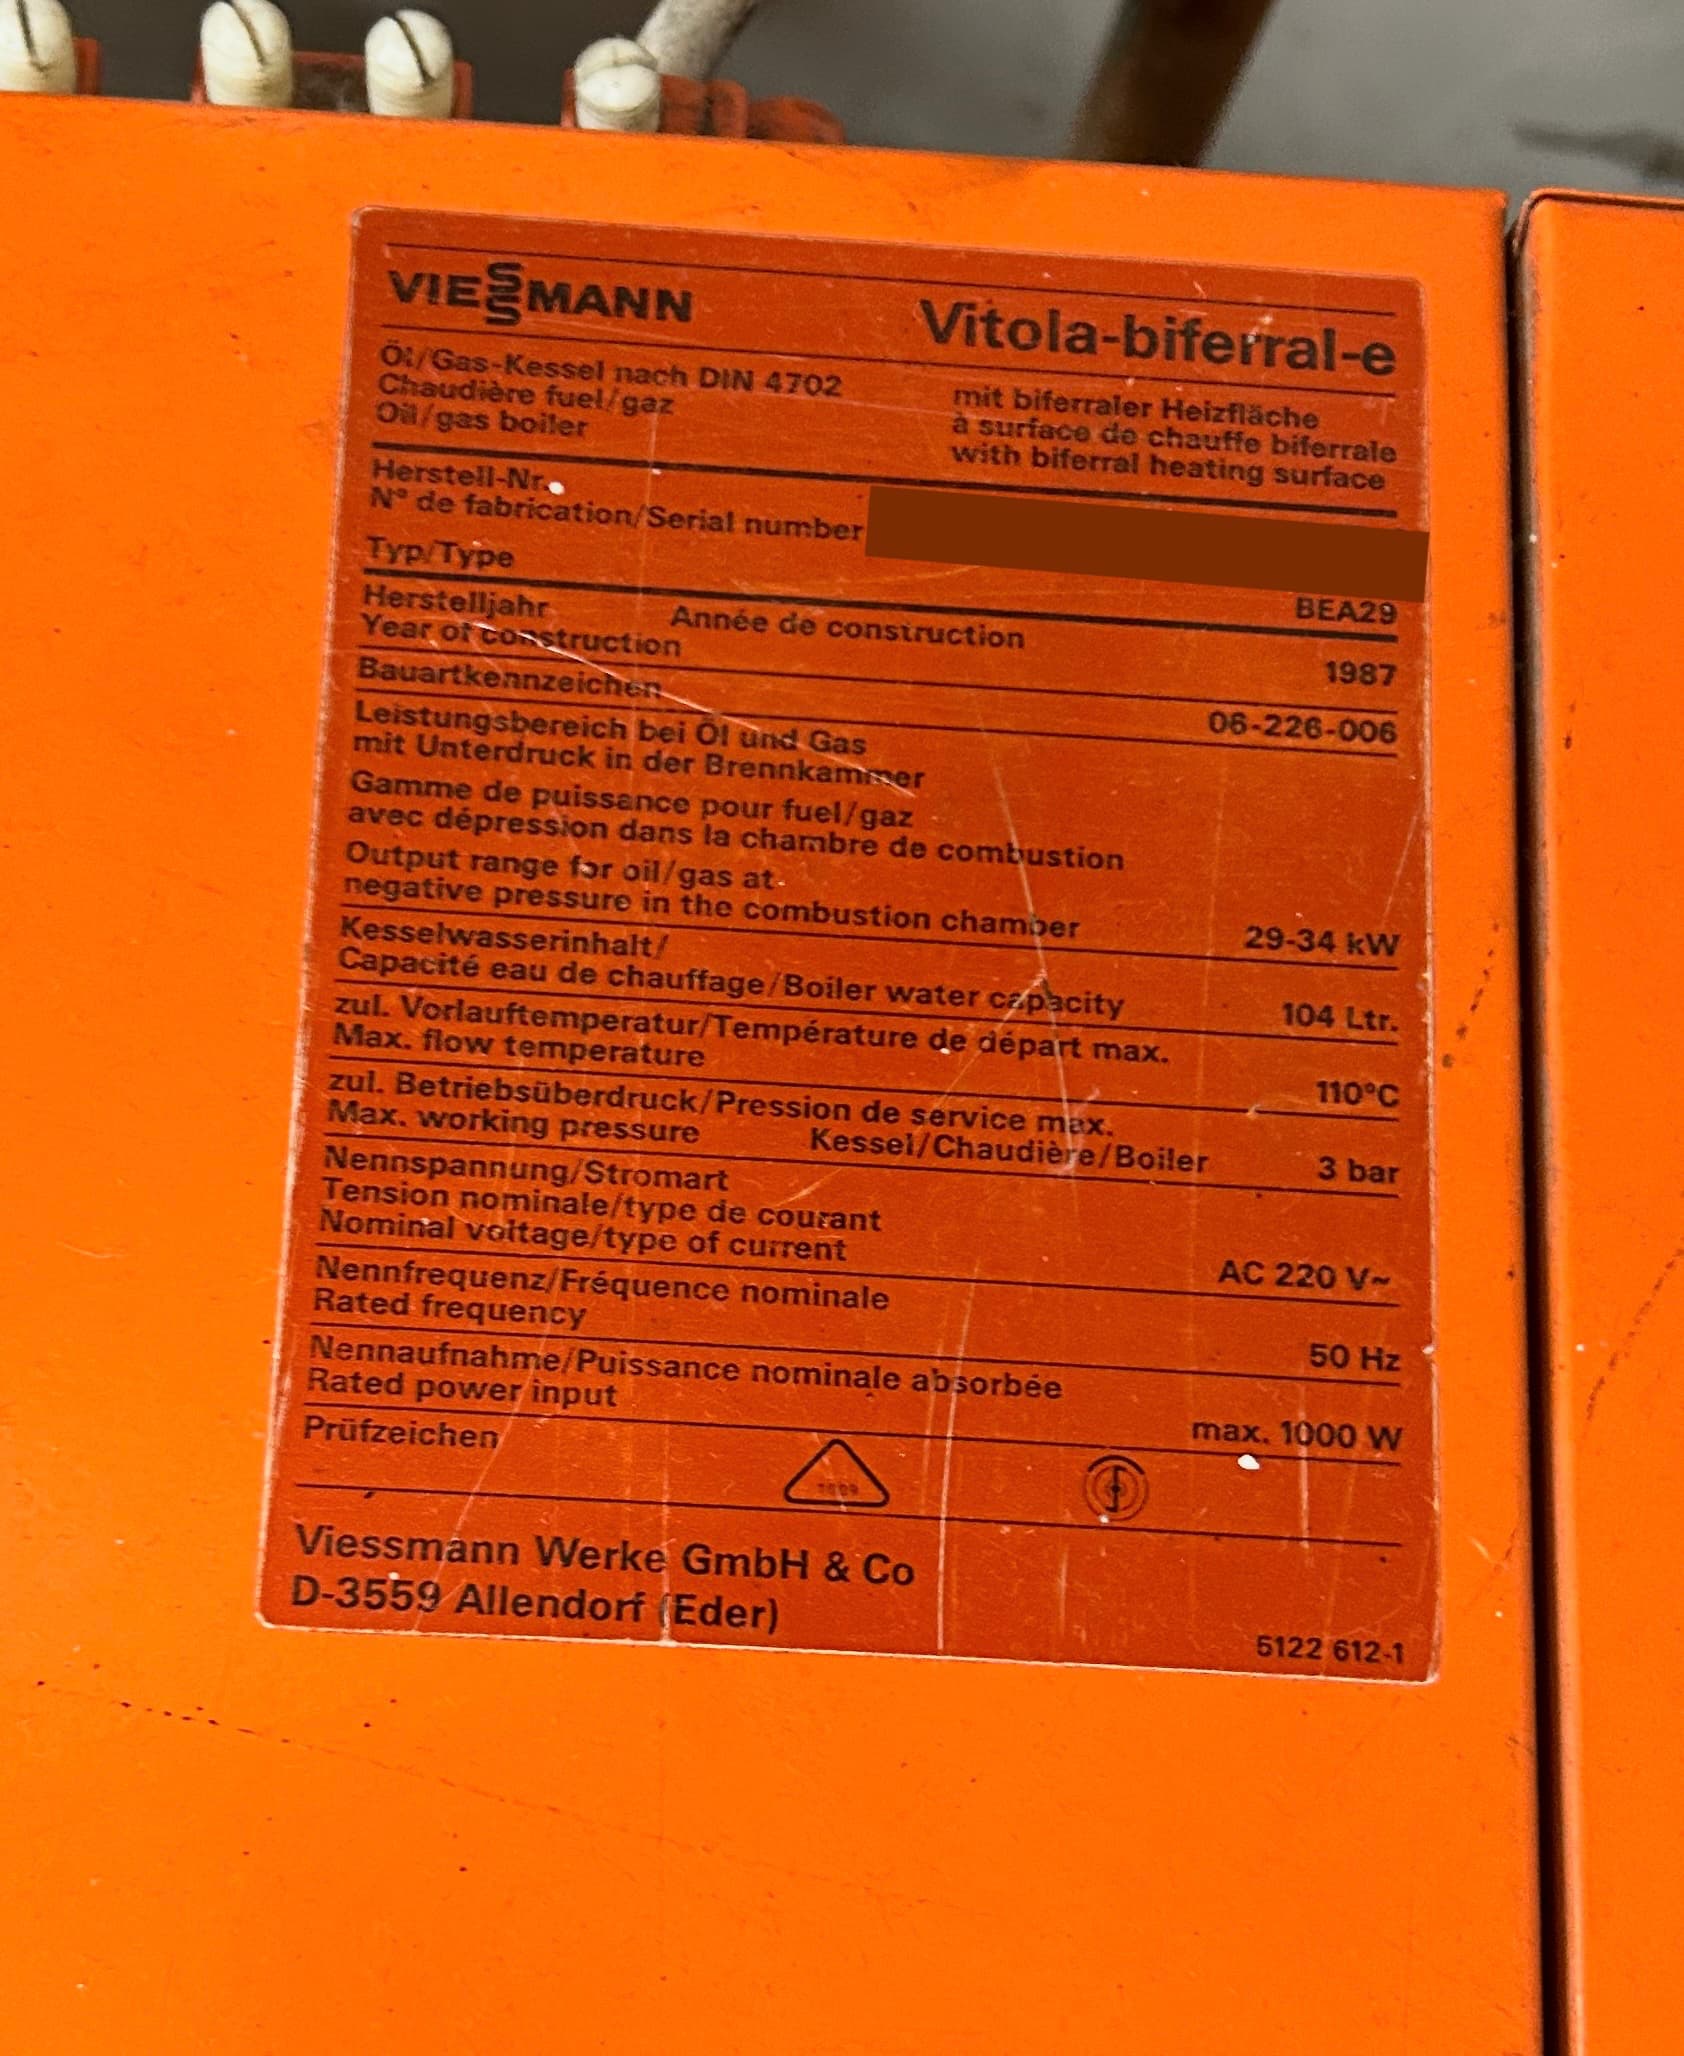 VIESSMANN
Vitola-biferral-e
Öl/Gas-Kessel nach DIN 4702
Chaudière fuel/gaz
Oil/gas boiler
mit biferraler Heizfläche
à surface de chauffe biferrale
with biferral heating surface
Herstell-Nr.
N° de fabrication/Serial number
Typ/Type BEA29
Herstelljahr Année de construction
Year of construction 1987
Bauartkennzeichen 06-226-006
Leistungsbereich bei Öl und Gas
mit Unterdruck in der Brennkammer
Gamme de puissance pour fuel/gaz
avec dépression dans la chambre de combustion
Output range for oil/gas at
negative pressure in the combustion chamber 29-34 kW
Kesselwasserinhalt/
Capacité eau de chauffage/Boiler water capacity 104 Ltr.
zul. Vorlauftemperatur/Température de départ max.
Max. flow temperature 110°C
zul. Betriebsüberdruck/Pression de service max.
Max. working pressure Kessel/Chaudière/Boiler 3 bar
Nennspannung/Stromart
Tension nominale/type de courant
Nominal voltage/type of current AC 220 V~
Nennfrequenz/Fréquence nominale
Rated frequency 50 Hz
Nennaufnahme/Puissance nominale absorbée
Rated power input max. 1000 W
Prüfzeichen
Viessmann Werke GmbH & Co
D-3559 Allendorf (Eder)
5122 612-1